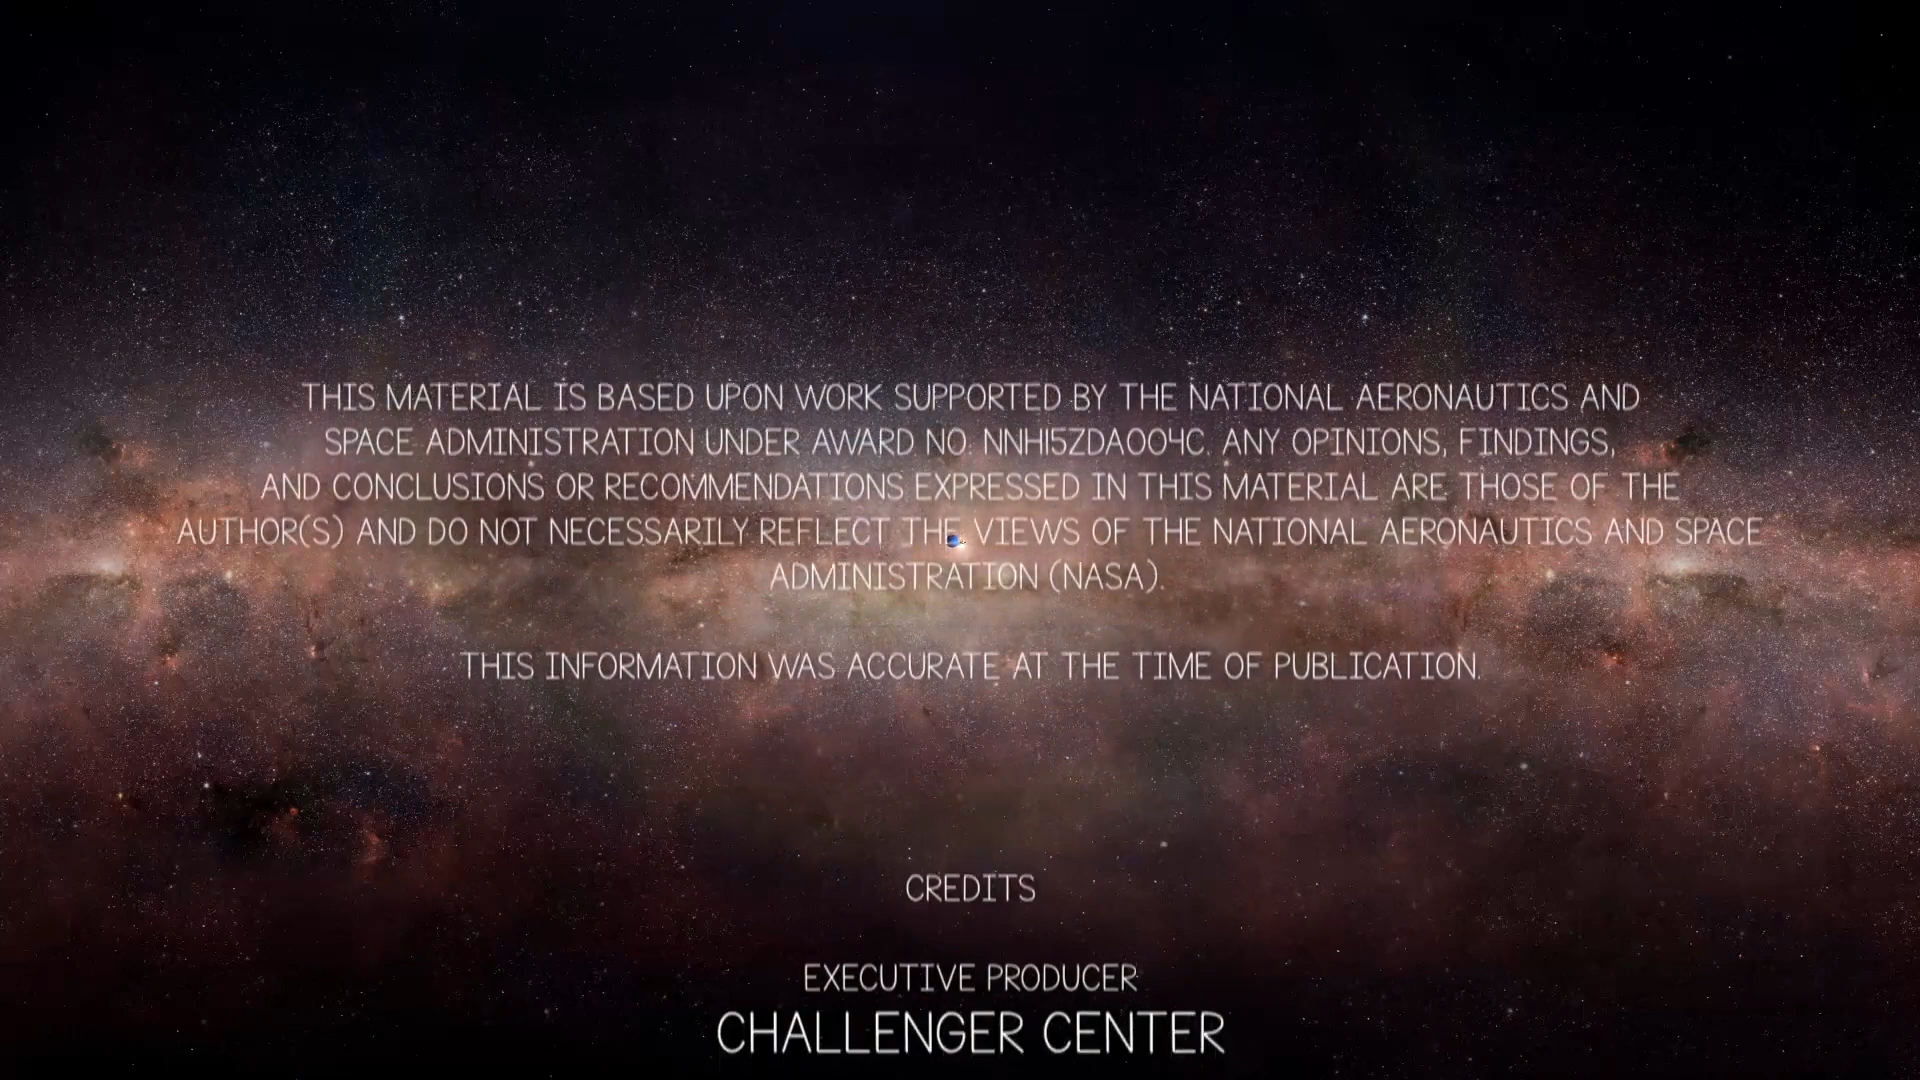 THIS MATERIAL IS BASED UPON WORK SUPPORTED BY THE NATIONAL AERONAUTICS AND
SPACE ADMINISTRATION UNDER AWARD NO. NNH15ZDA004C. ANY OPINIONS, FINDINGS,
AND CONCLUSIONS OR RECOMMENDATIONS EXPRESSED IN THIS MATERIAL ARE THOSE OF THE
AUTHOR(S) AND DO NOT NECESSARILY REFLECT THE VIEWS OF THE NATIONAL AERONAUTICS AND SPACE
ADMINISTRATION (NASA).
THIS INFORMATION WAS ACCURATE AT THE TIME OF PUBLICATION.
CREDITS
EXECUTIVE PRODUCER
CHALLENGER CENTER